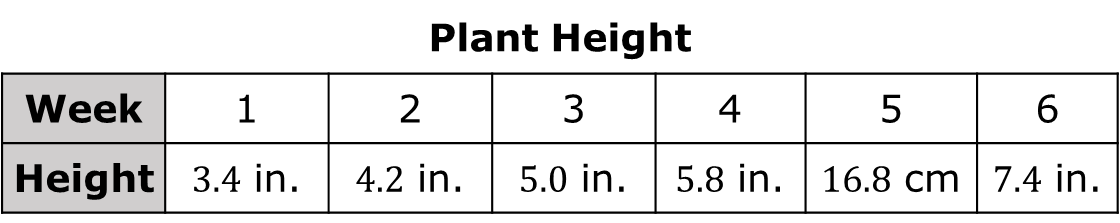 Plant Height
Week 1 2 3 4 5 6
Height 3.4 in. 4.2 in. 5.0 in. 5.8 in. 16.8 cm 7.4 in.